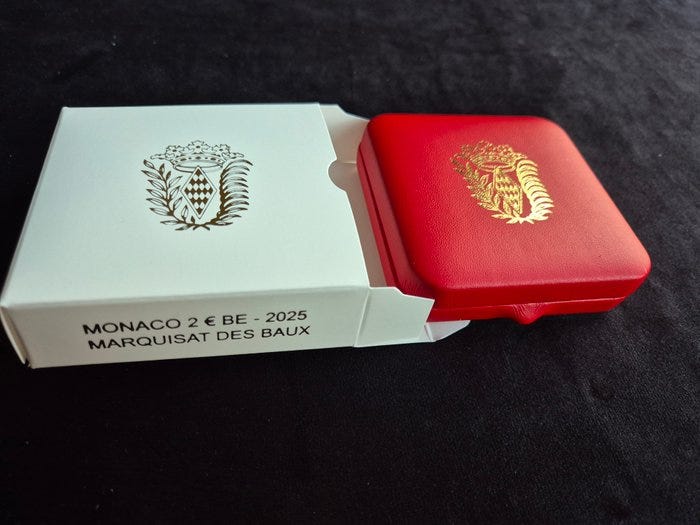 MONACO 2 € BE - 2025
MARQUISAT DES BAUX